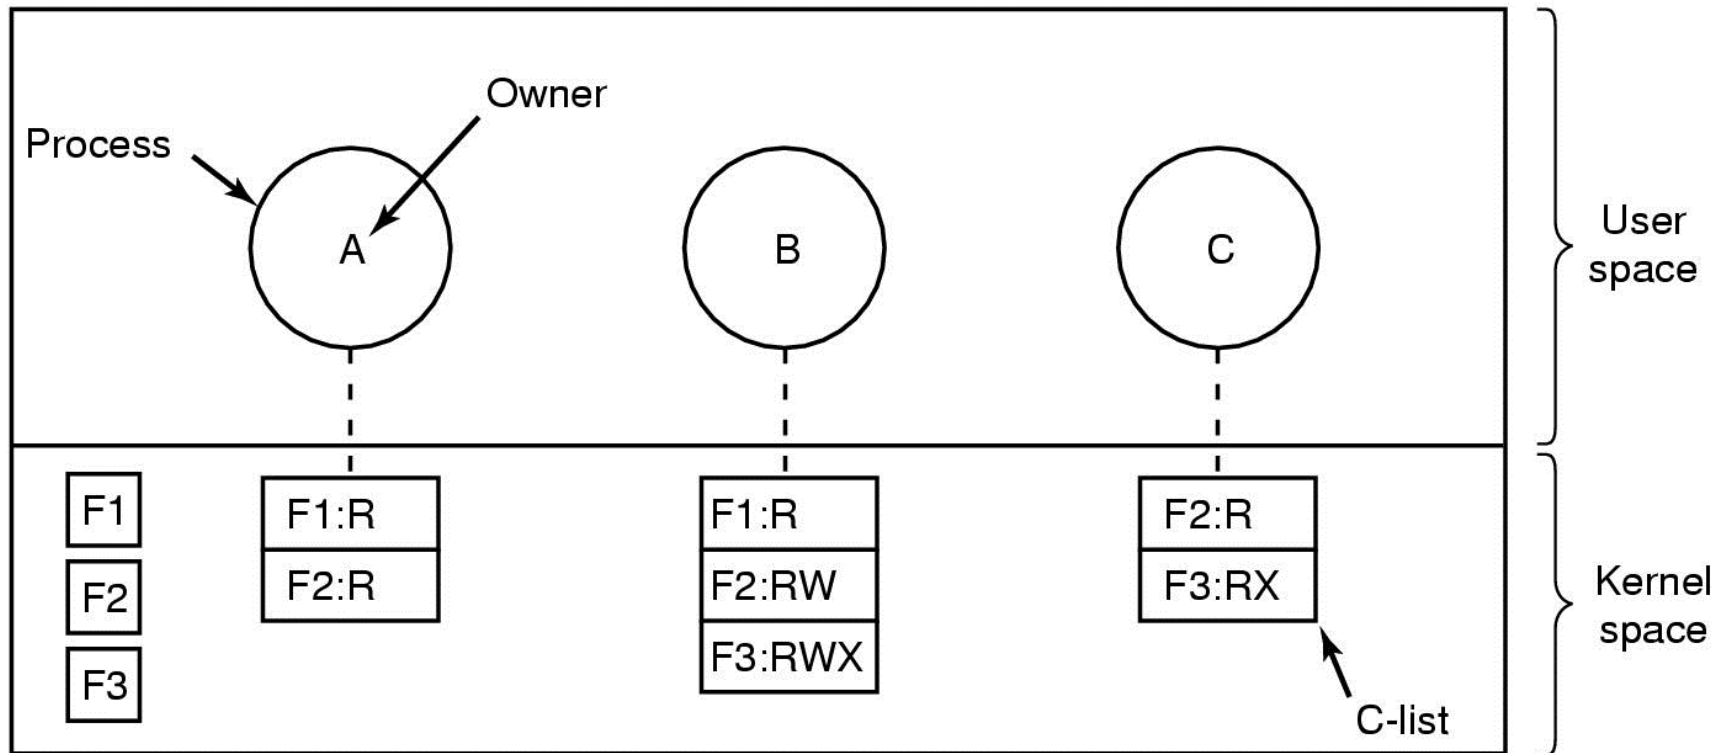 Owner
Process
A
B
C
User
space
F1
F2
F3
F1:R
F2:R
F1:R
F2:RW
F3:RWX
F2:R
F3:RX
C-list
Kernel
space